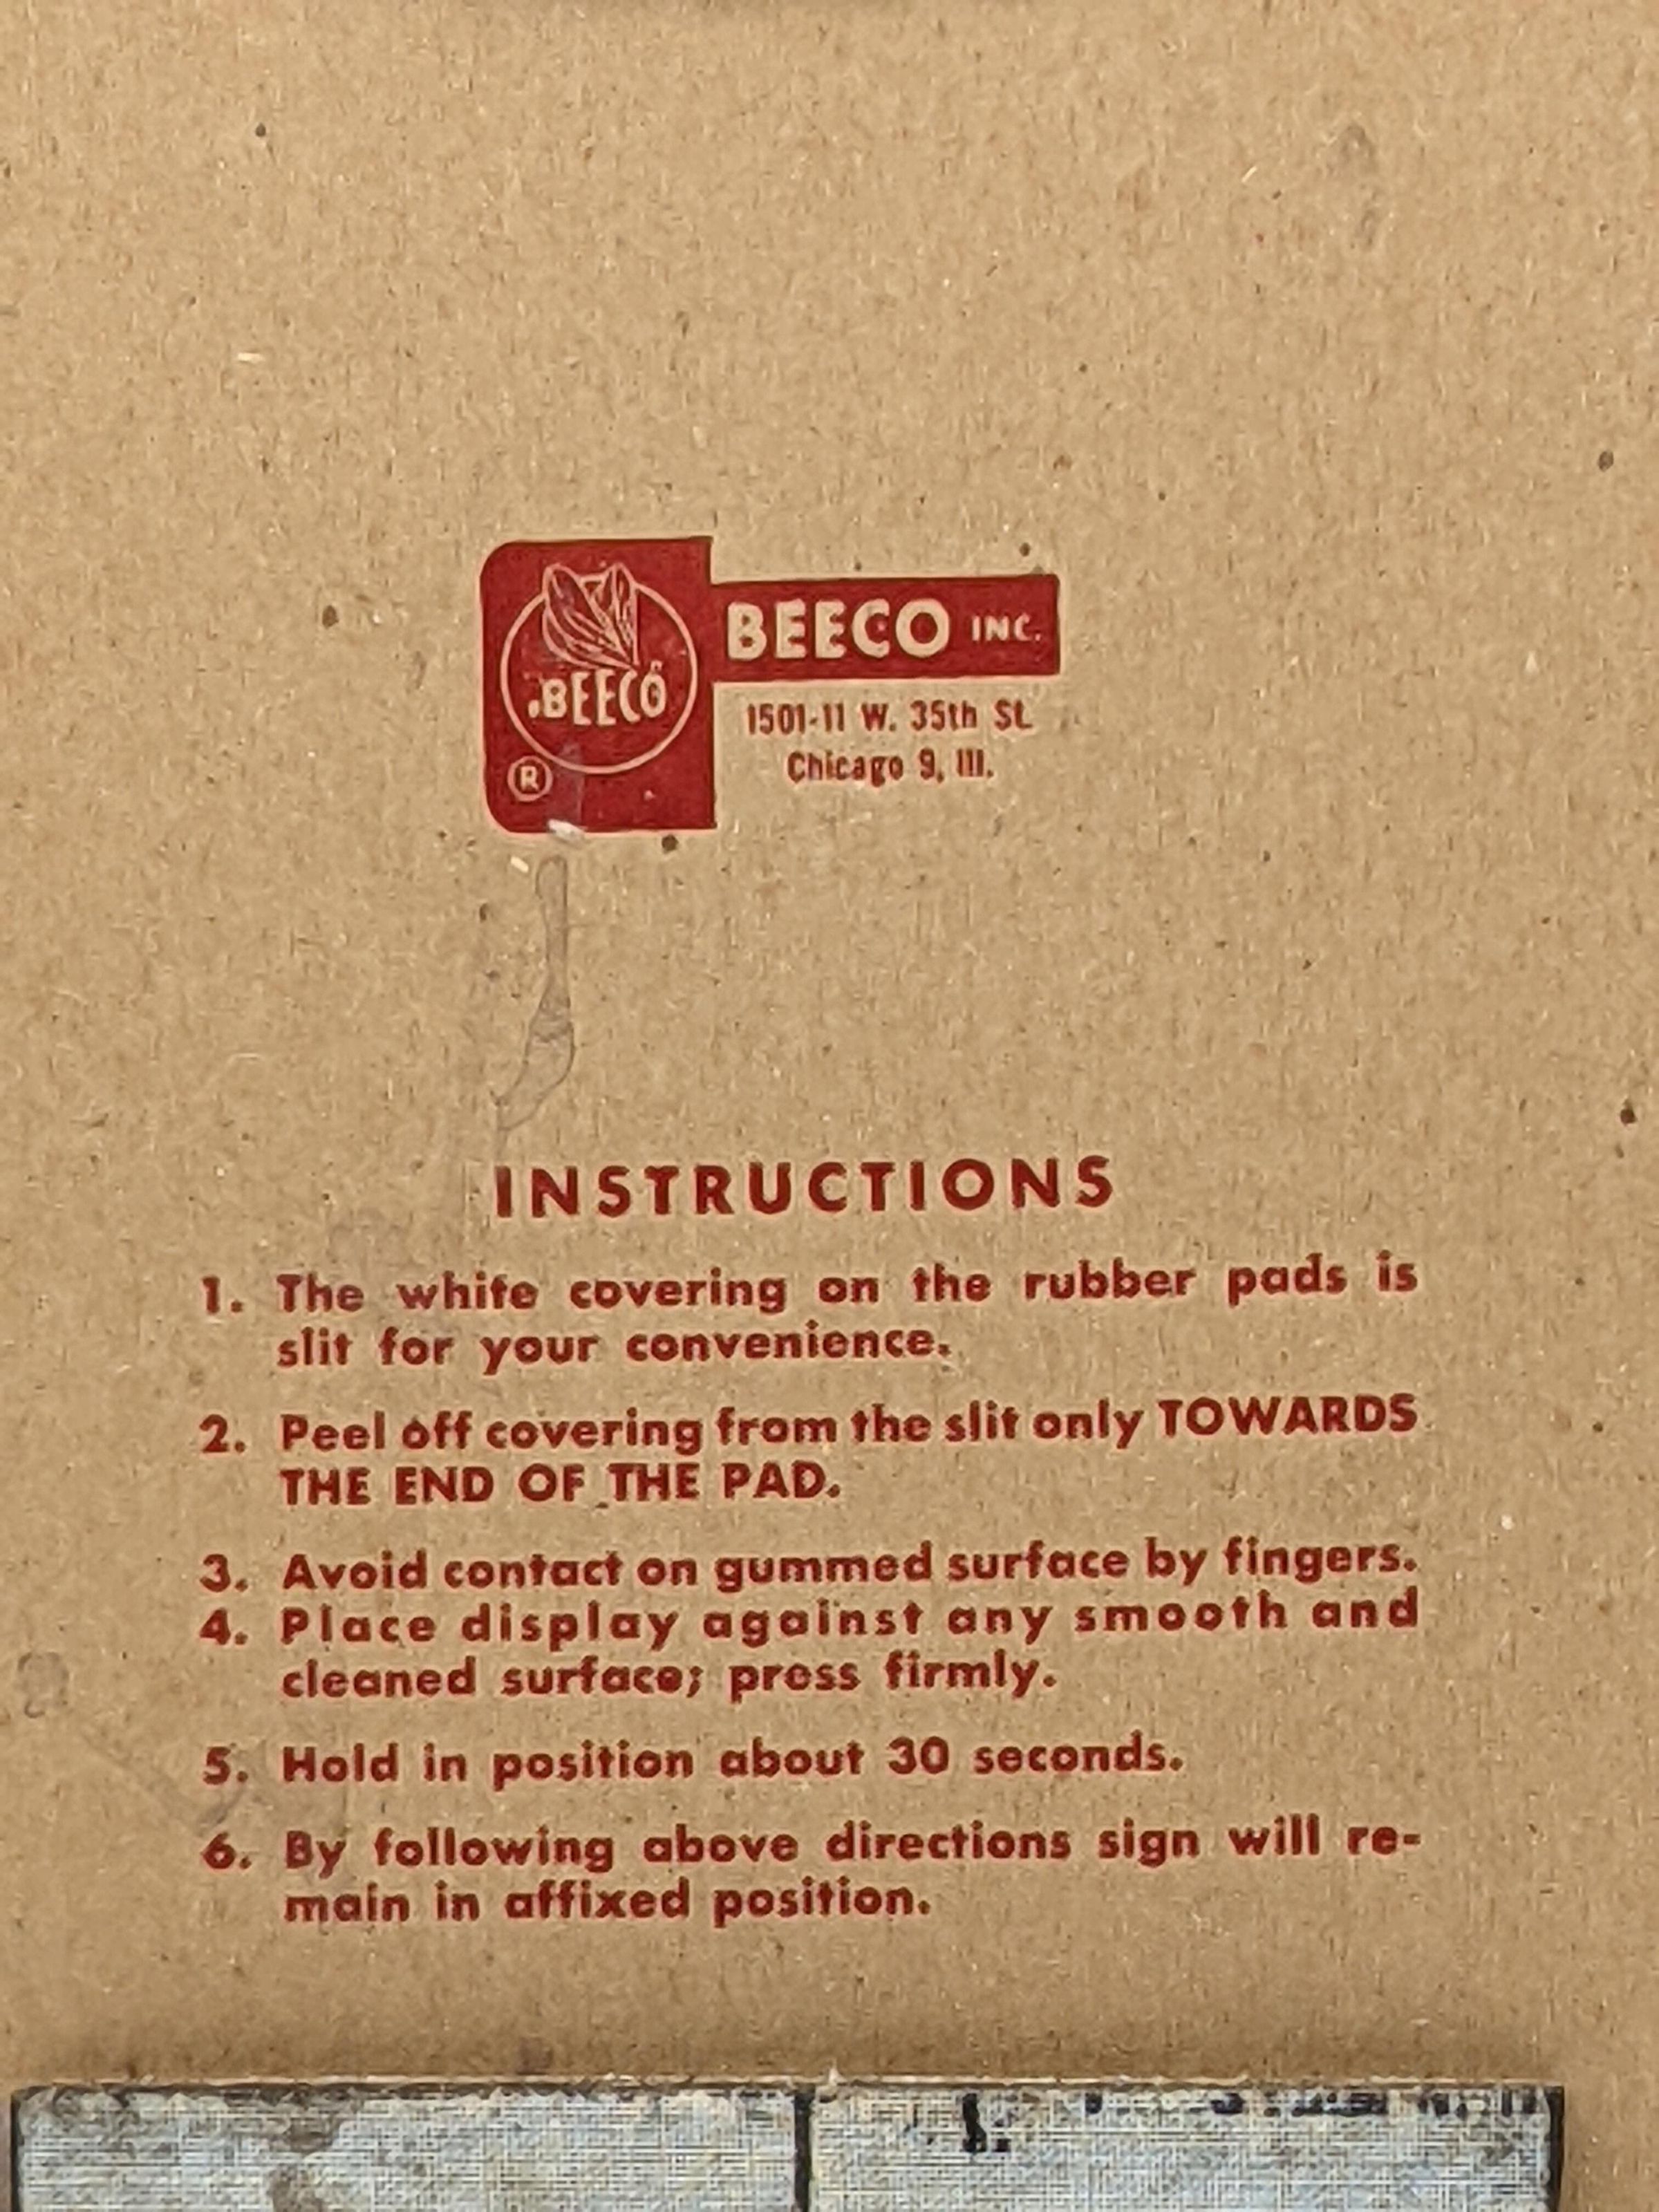 BEECO
BEECO INC.
®
1501-11 W. 35th St.
Chicago 9, Ill.
INSTRUCTIONS
1. The white covering on the rubber pads is
slit for your convenience.
2. Peel off covering from the slit only TOWARDS
THE END OF THE PAD.
3. Avoid contact on gummed surface by fingers.
4. Place display against any smooth and
cleaned surface; press firmly.
5. Hold in position about 30 seconds.
6. By following above directions sign will re-
main in affixed position.